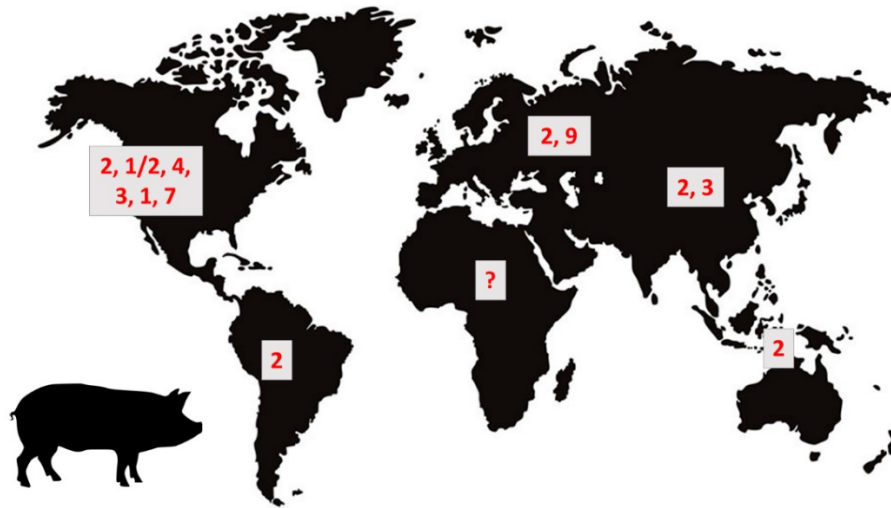 2, 1/2, 4,
3, 1, 7
2, 9
2, 3
?
2
2